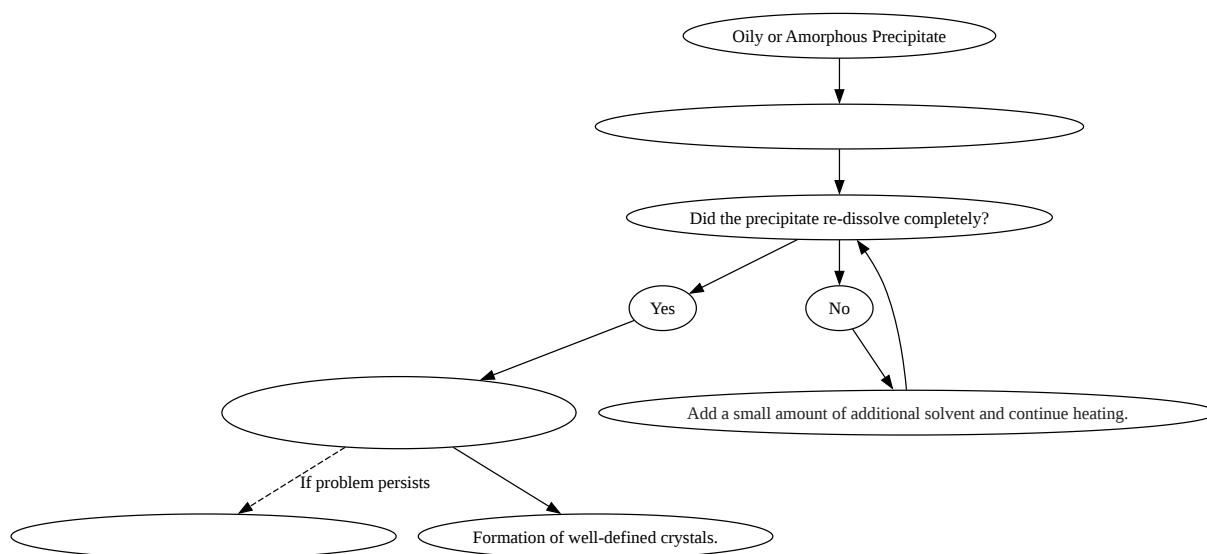 Oily or Amorphous Precipitate
Did the precipitate re-dissolve completely?
Yes
No
Add a small amount of additional solvent and continue heating.
If problem persists
Formation of well-defined crystals.